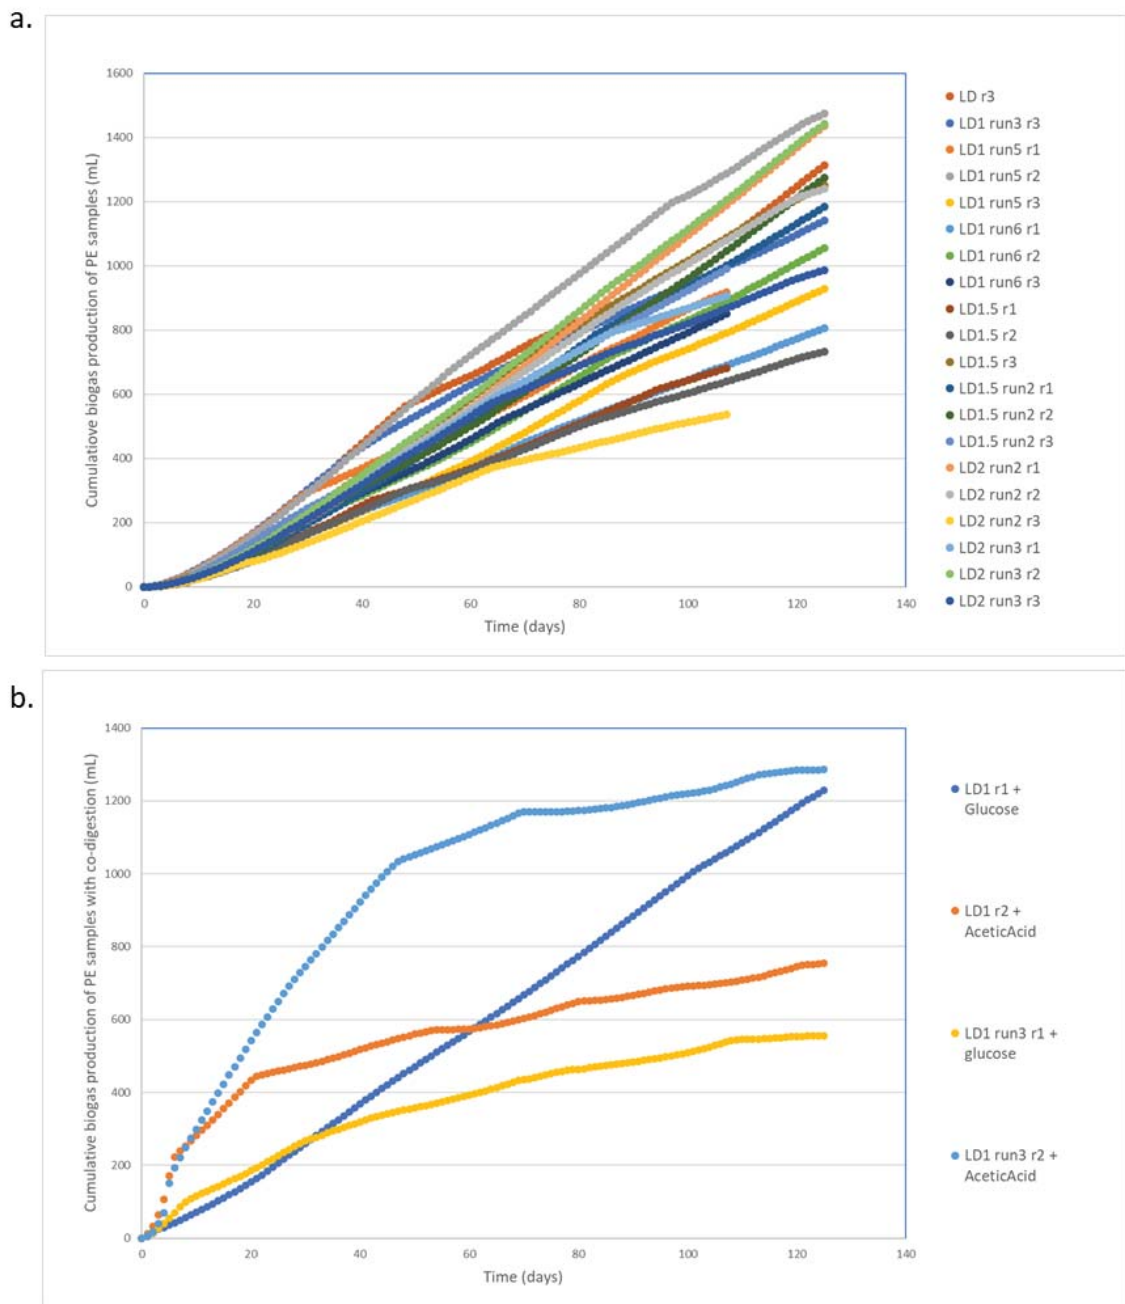 a.
Cumulatiove biogas production of PE samples (mL)
1600
1400
1200
1000
800
600
400
200
0
0 20 40 60 80 100 120 140
Time (days)
LD r3
LD1 run3 r3
LD1 run5 r1
LD1 run5 r2
LD1 run5 r3
LD1 run6 r1
LD1 run6 r2
LD1 run6 r3
LD1.5 r1
LD1.5 r2
LD1.5 r3
LD1.5 run2 r1
LD1.5 run2 r2
LD1.5 run2 r3
LD2 run2 r1
LD2 run2 r2
LD2 run2 r3
LD2 run3 r1
LD2 run3 r2
LD2 run3 r3
b.
Cumulative biogas production of PE samples with co-digestion (mL)
1400
1200
1000
800
600
400
200
0
0 20 40 60 80 100 120 140
Time (days)
LD1 r1 +
Glucose
LD1 r2 +
AceticAcid
LD1 run3 r1 +
glucose
LD1 run3 r2 +
AceticAcid